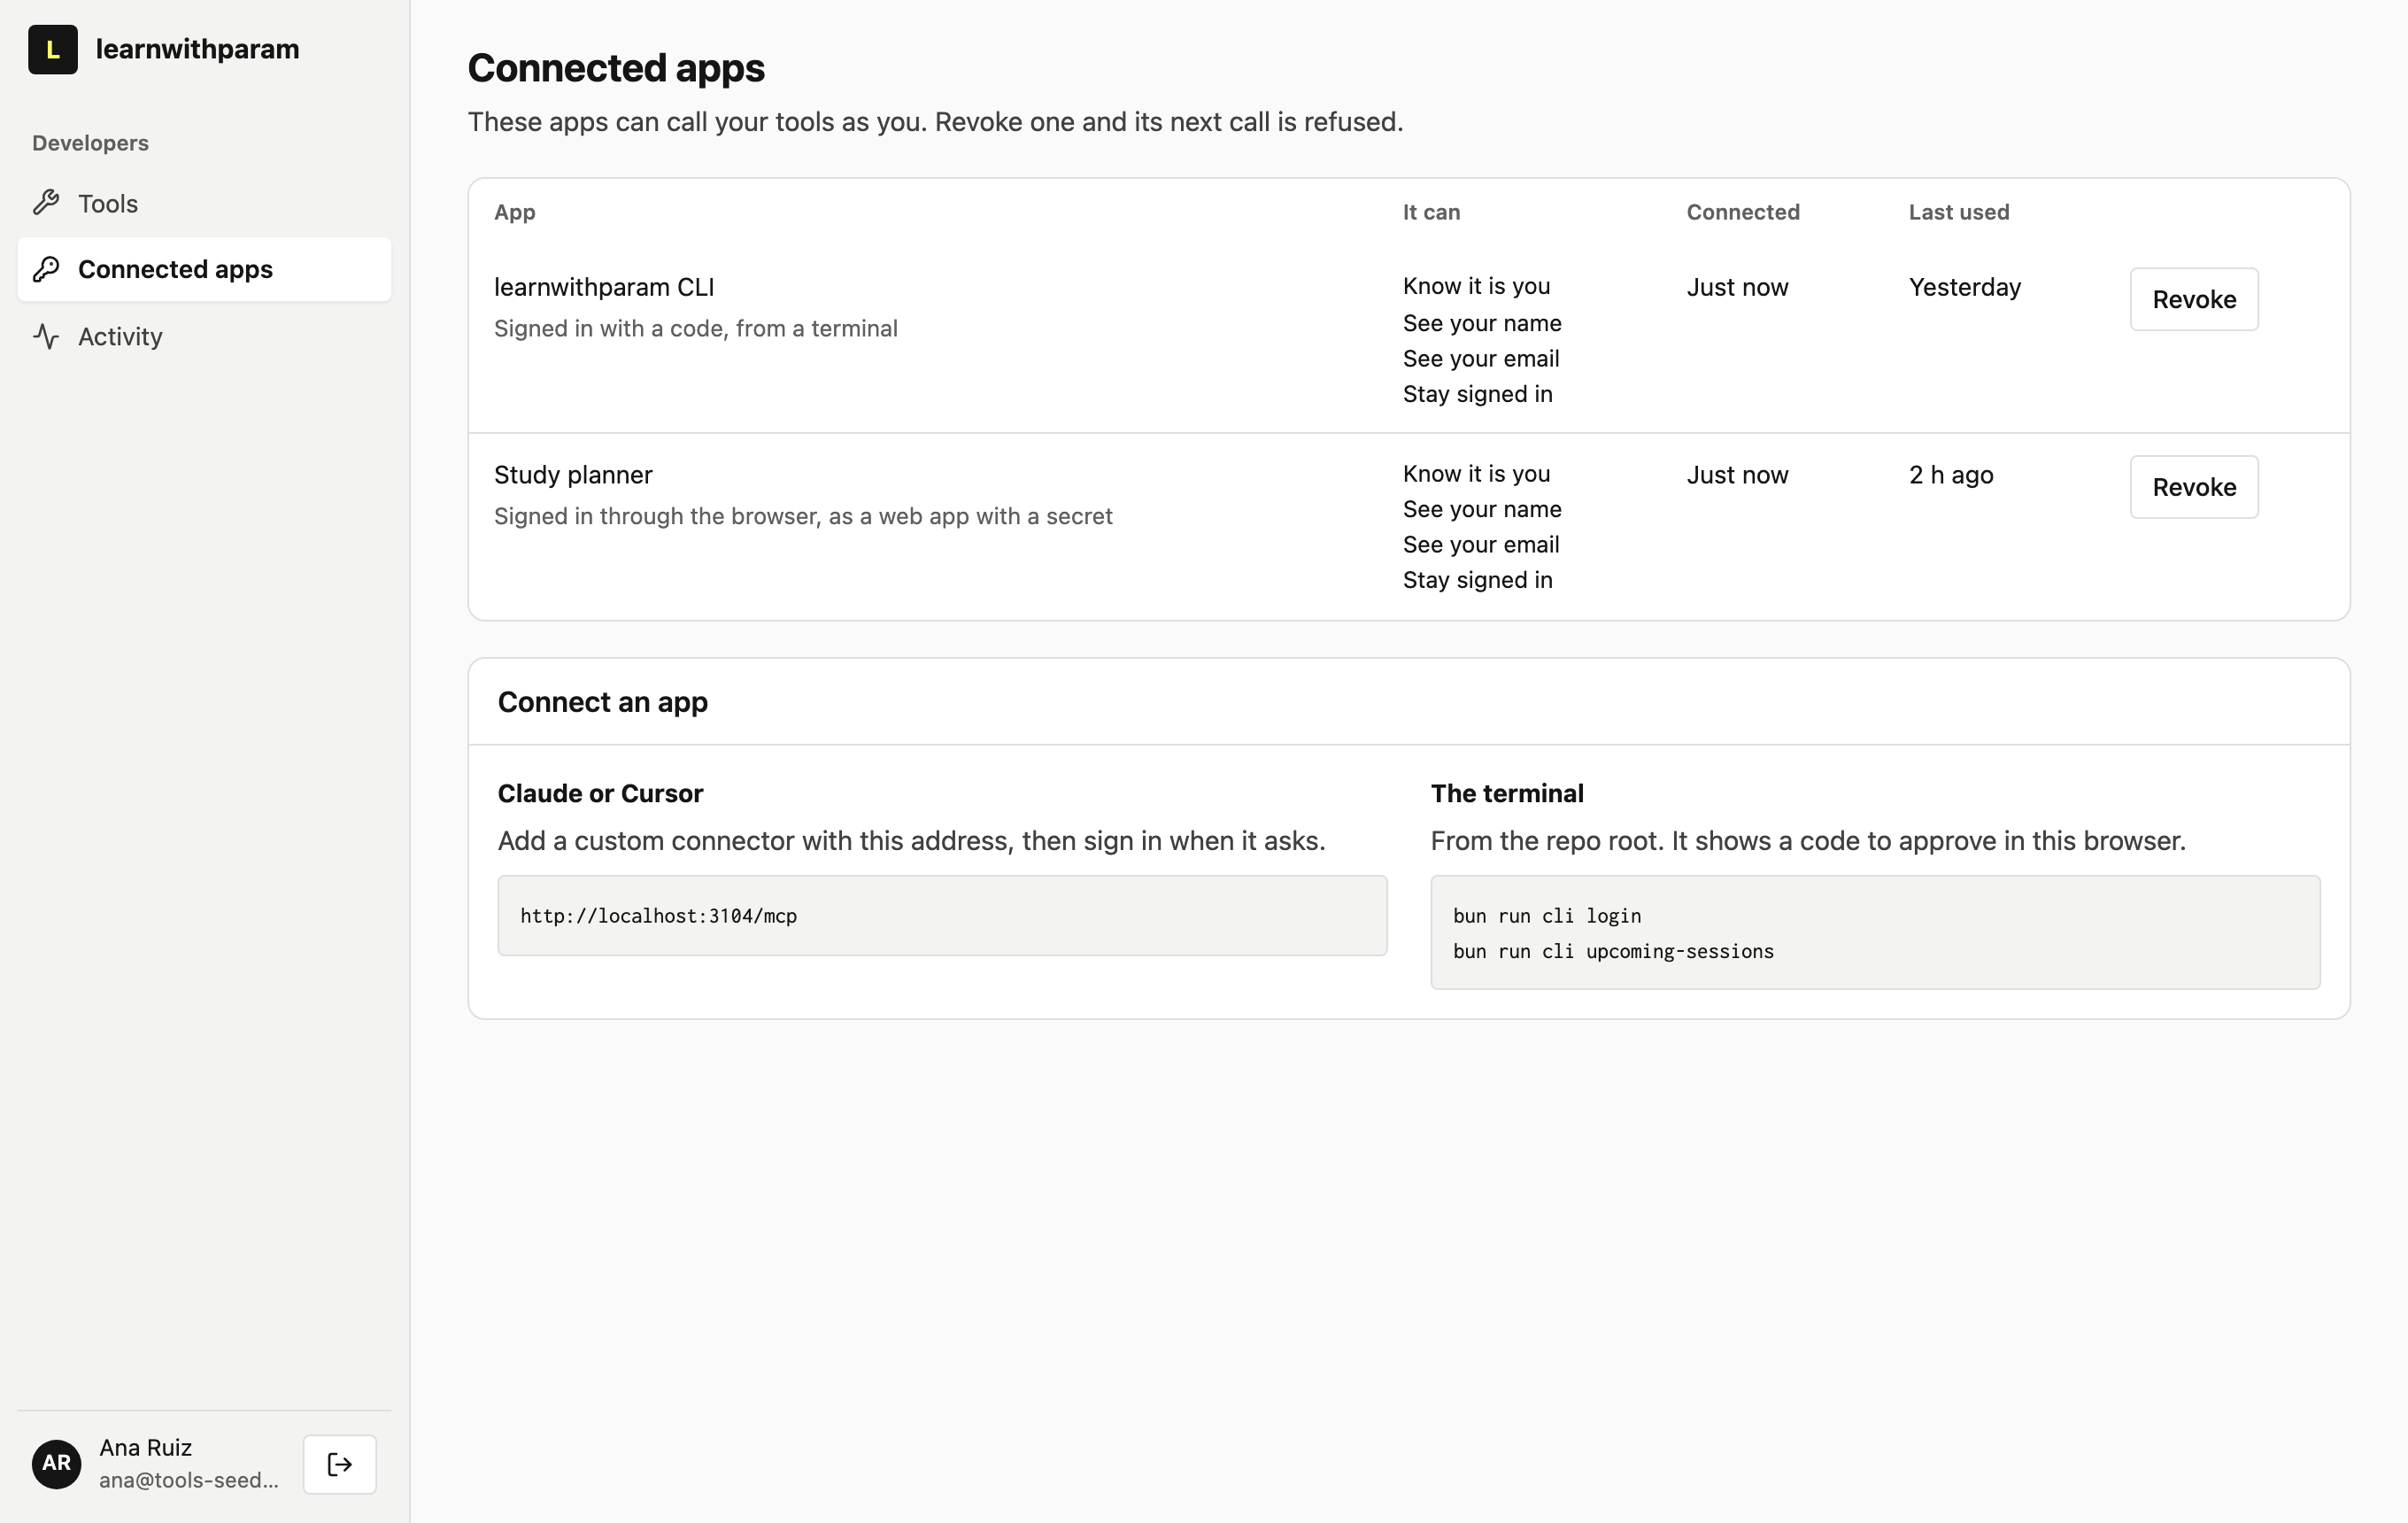 L learnwithparam
Developers
Tools
Connected apps
Activity
Connected apps
These apps can call your tools as you. Revoke one and its next call is refused.
App It can Connected Last used
learnwithparam CLI Know it is you Just now Yesterday Revoke
Signed in with a code, from a terminal See your name
See your email
Stay signed in
Study planner Know it is you Just now 2 h ago Revoke
Signed in through the browser, as a web app with a secret See your name
See your email
Stay signed in
Connect an app
Claude or Cursor
Add a custom connector with this address, then sign in when it asks.
http://localhost:3104/mcp
The terminal
From the repo root. It shows a code to approve in this browser.
bun run cli login
bun run cli upcoming-sessions
AR Ana Ruiz
ana@tools-seed...